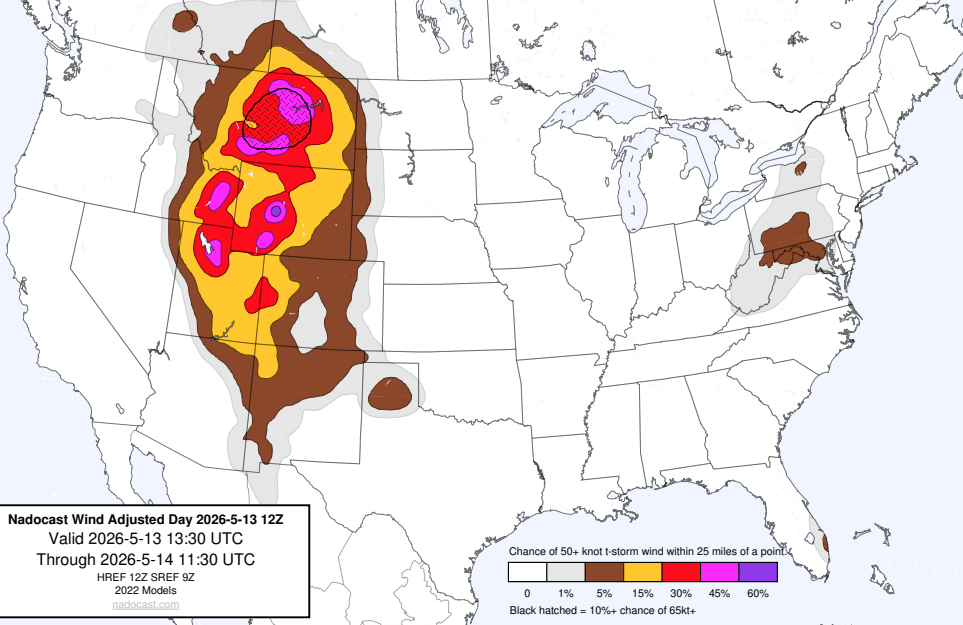 Nadocast Wind Adjusted Day 2026-5-13 12Z
Valid 2026-5-13 13:30 UTC
Through 2026-5-14 11:30 UTC
HREF 12Z SREF 9Z
2022 Models
nadocast.com
Chance of 50+ knot t-storm wind within 25 miles of a point.
0 1% 5% 15% 30% 45% 60%
Black hatched = 10%+ chance of 65kt+